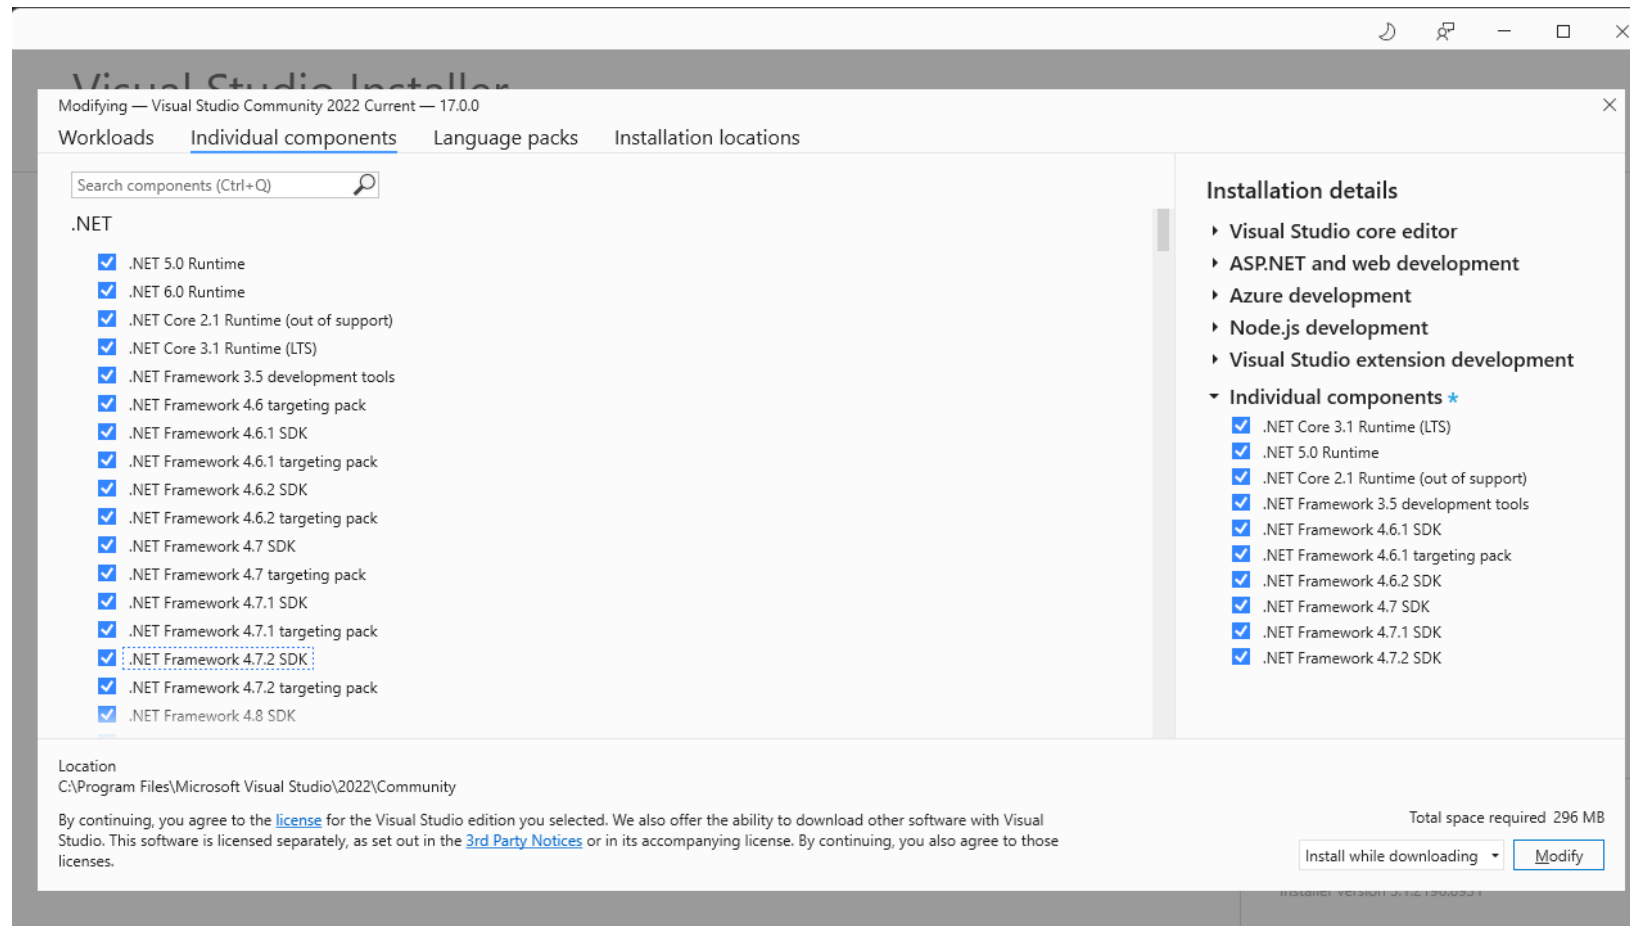 Visual Studio Installer
Modifying — Visual Studio Community 2022 Current — 17.0.0
Workloads
Individual components
Language packs
Installation locations
Search components (Ctrl+Q)
.NET
.NET 5.0 Runtime
.NET 6.0 Runtime
.NET Core 2.1 Runtime (out of support)
.NET Core 3.1 Runtime (LTS)
.NET Framework 3.5 development tools
.NET Framework 4.6 targeting pack
.NET Framework 4.6.1 SDK
.NET Framework 4.6.1 targeting pack
.NET Framework 4.6.2 SDK
.NET Framework 4.6.2 targeting pack
.NET Framework 4.7 SDK
.NET Framework 4.7 targeting pack
.NET Framework 4.7.1 SDK
.NET Framework 4.7.1 targeting pack
.NET Framework 4.7.2 SDK
.NET Framework 4.7.2 targeting pack
.NET Framework 4.8 SDK
Installation details
Visual Studio core editor
ASP.NET and web development
Azure development
Node.js development
Visual Studio extension development
Individual components *
.NET Core 3.1 Runtime (LTS)
.NET 5.0 Runtime
.NET Core 2.1 Runtime (out of support)
.NET Framework 3.5 development tools
.NET Framework 4.6.1 SDK
.NET Framework 4.6.1 targeting pack
.NET Framework 4.6.2 SDK
.NET Framework 4.7 SDK
.NET Framework 4.7.1 SDK
.NET Framework 4.7.2 SDK
Location
C:\Program Files\Microsoft Visual Studio\2022\Community
By continuing, you agree to the license for the Visual Studio edition you selected. We also offer the ability to download other software with Visual
Studio. This software is licensed separately, as set out in the 3rd Party Notices or in its accompanying license. By continuing, you also agree to those
licenses.
Total space required 296 MB
Install while downloading
Modify